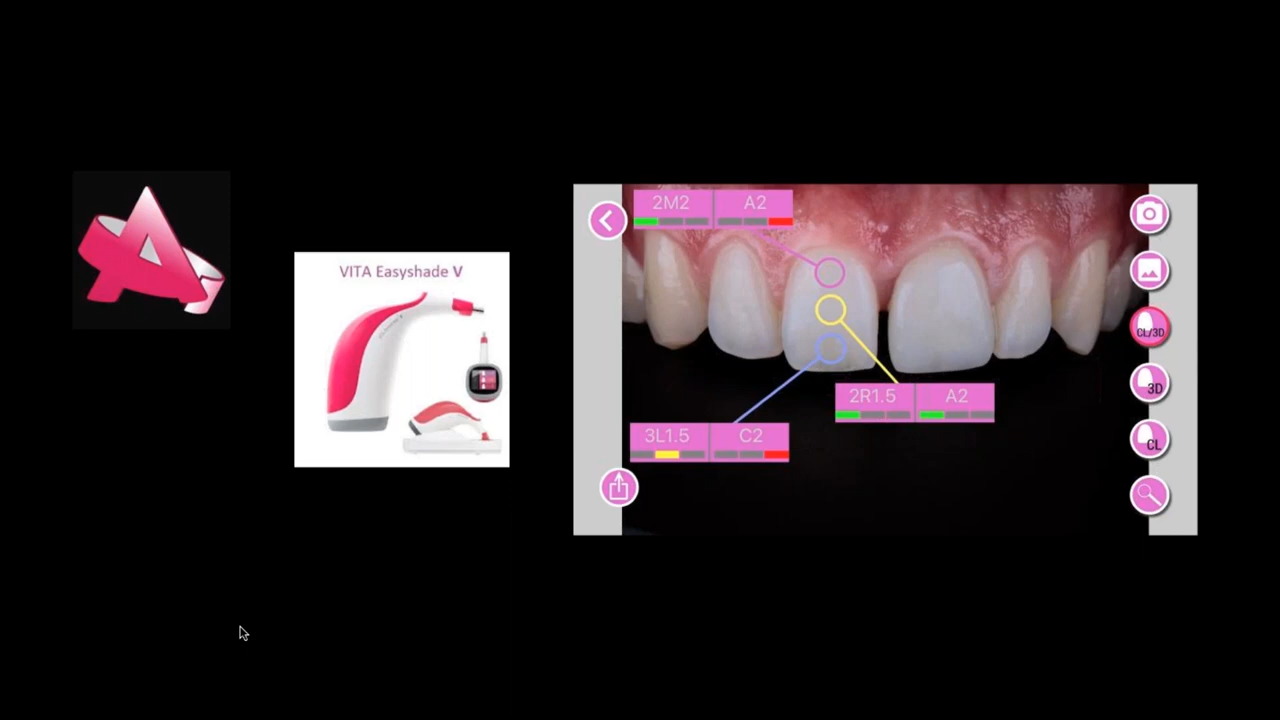 VITA Easyshade V
2M2 A2
2R1.5 A2
3L1.5 C2
CL/3D
3D
CL